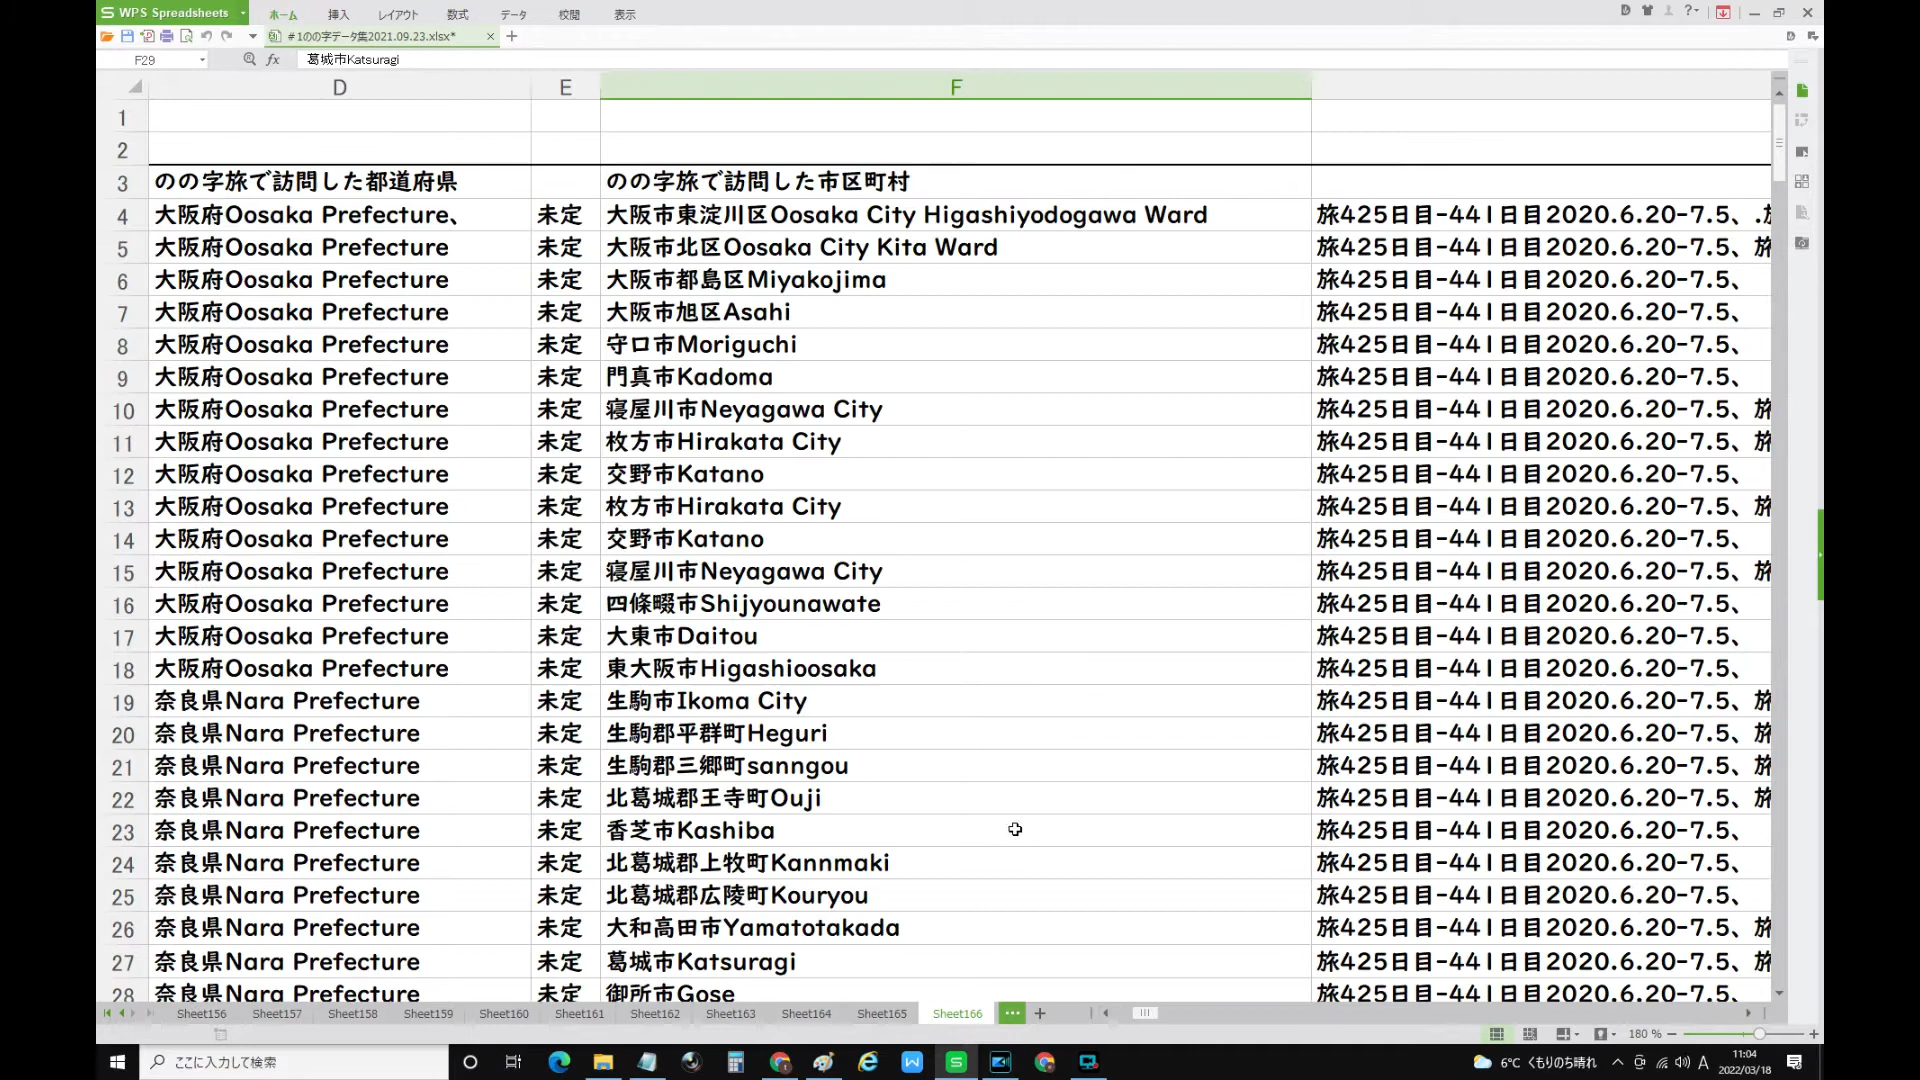 WPS Spreadsheets ホーム 挿入 レイアウト 数式 データ 校閲 表示
#1のの字データ集2021.09.23.xlsx*
F29 fx 葛城市Katsuragi
D E F
1
2
3 のの字旅で訪問した都道府県 のの字旅で訪問した市区町村
4 大阪府Oosaka Prefecture、 未定 大阪市東淀川区Oosaka City Higashiyodogawa Ward 旅425日目-441日目2020.6.20-7.5、.旅
5 大阪府Oosaka Prefecture 未定 大阪市北区Oosaka City Kita Ward 旅425日目-441日目2020.6.20-7.5、旅
6 大阪府Oosaka Prefecture 未定 大阪市都島区Miyakojima 旅425日目-441日目2020.6.20-7.5、
7 大阪府Oosaka Prefecture 未定 大阪市旭区Asahi 旅425日目-441日目2020.6.20-7.5、
8 大阪府Oosaka Prefecture 未定 守口市Moriguchi 旅425日目-441日目2020.6.20-7.5、
9 大阪府Oosaka Prefecture 未定 門真市Kadoma 旅425日目-441日目2020.6.20-7.5、
10 大阪府Oosaka Prefecture 未定 寝屋川市Neyagawa City 旅425日目-441日目2020.6.20-7.5、旅
11 大阪府Oosaka Prefecture 未定 枚方市Hirakata City 旅425日目-441日目2020.6.20-7.5、旅
12 大阪府Oosaka Prefecture 未定 交野市Katano 旅425日目-441日目2020.6.20-7.5、
13 大阪府Oosaka Prefecture 未定 枚方市Hirakata City 旅425日目-441日目2020.6.20-7.5、旅
14 大阪府Oosaka Prefecture 未定 交野市Katano 旅425日目-441日目2020.6.20-7.5、
15 大阪府Oosaka Prefecture 未定 寝屋川市Neyagawa City 旅425日目-441日目2020.6.20-7.5、旅
16 大阪府Oosaka Prefecture 未定 四條畷市Shijyounawate 旅425日目-441日目2020.6.20-7.5、
17 大阪府Oosaka Prefecture 未定 大東市Daitou 旅425日目-441日目2020.6.20-7.5、
18 大阪府Oosaka Prefecture 未定 東大阪市Higashioosaka 旅425日目-441日目2020.6.20-7.5、
19 奈良県Nara Prefecture 未定 生駒市Ikoma City 旅425日目-441日目2020.6.20-7.5、旅
20 奈良県Nara Prefecture 未定 生駒郡平群町Heguri 旅425日目-441日目2020.6.20-7.5、旅
21 奈良県Nara Prefecture 未定 生駒郡三郷町sanngou 旅425日目-441日目2020.6.20-7.5、旅
22 奈良県Nara Prefecture 未定 北葛城郡王寺町Ouji 旅425日目-441日目2020.6.20-7.5、旅
23 奈良県Nara Prefecture 未定 香芝市Kashiba 旅425日目-441日目2020.6.20-7.5、
24 奈良県Nara Prefecture 未定 北葛城郡上牧町Kannmaki 旅425日目-441日目2020.6.20-7.5、
25 奈良県Nara Prefecture 未定 北葛城郡広陵町Kouryou 旅425日目-441日目2020.6.20-7.5、
26 奈良県Nara Prefecture 未定 大和高田市Yamatotakada 旅425日目-441日目2020.6.20-7.5、旅
27 奈良県Nara Prefecture 未定 葛城市Katsuragi 旅425日目-441日目2020.6.20-7.5、旅
28 奈良県Nara Prefecture 未定 御所市Gose 旅425日目-441日目2020.6.20-7.5、旅
Sheet156 Sheet157 Sheet158 Sheet159 Sheet160 Sheet161 Sheet162 Sheet163 Sheet164 Sheet165 Sheet166 ... +
180 %
ここに入力して検索 6°C くもりのち晴れ A 11:04
2022/03/18